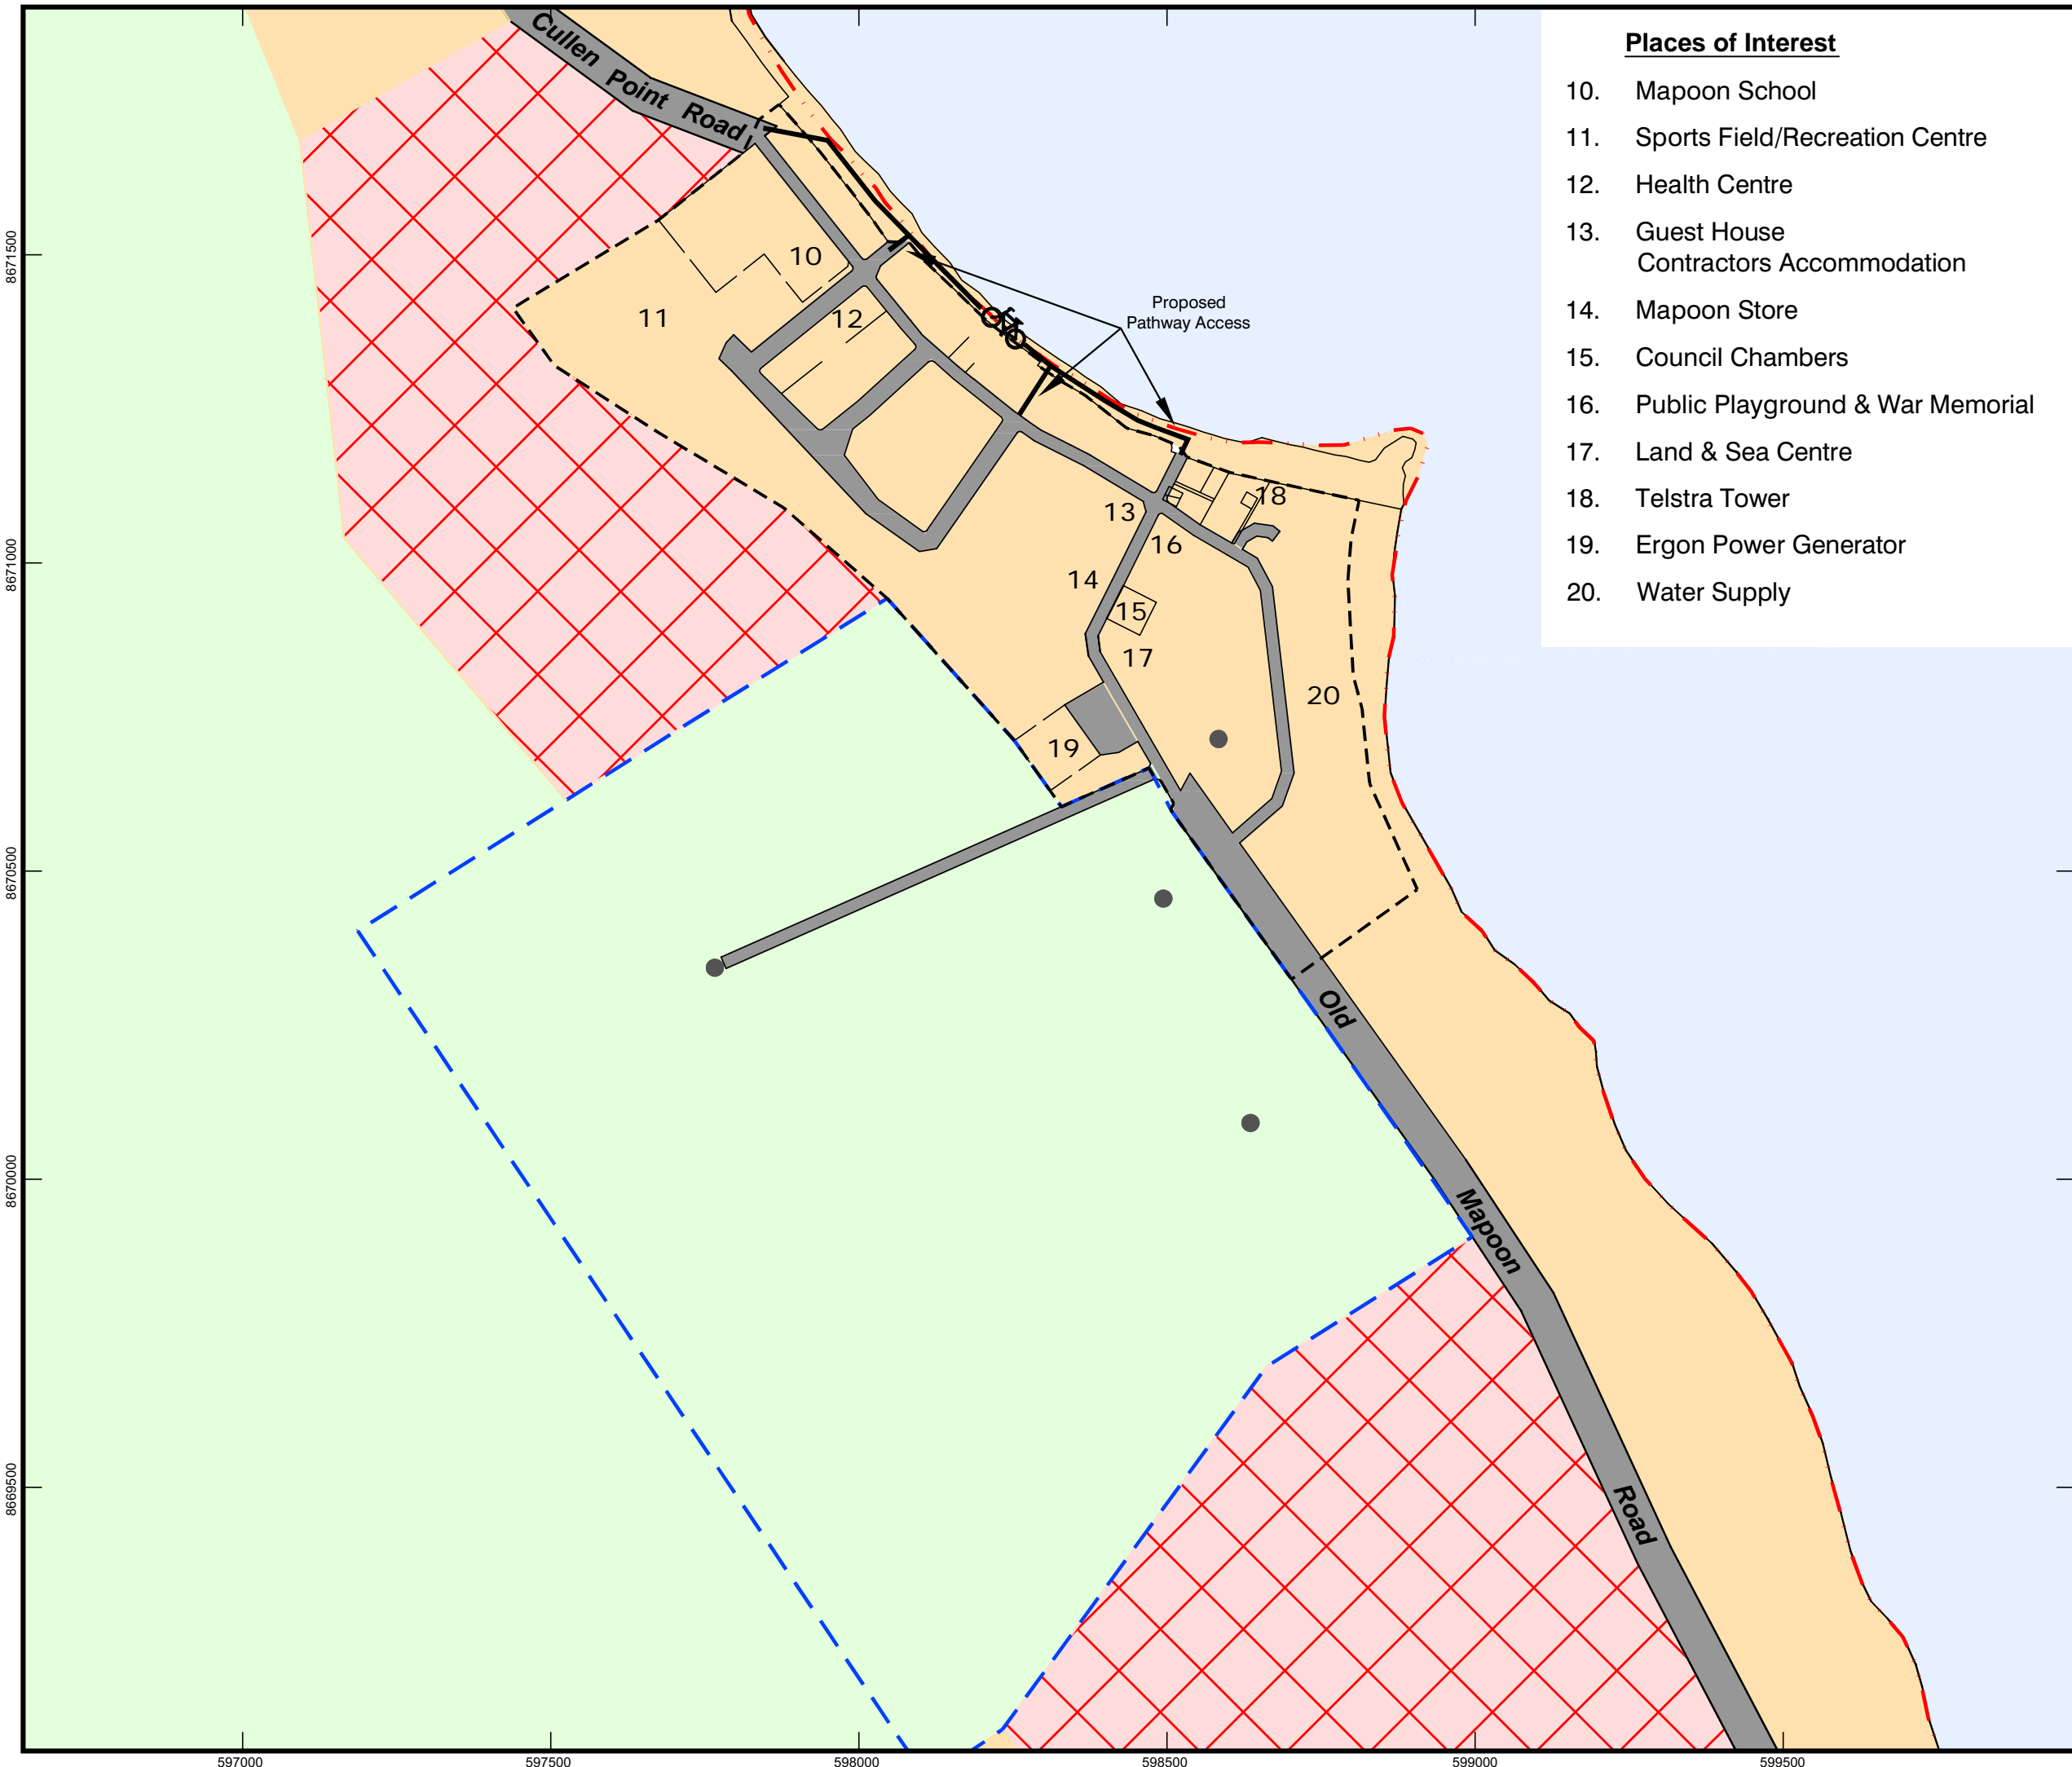 Places of Interest
10. Mapoon School
11. Sports Field/Recreation Centre
12. Health Centre
13. Guest House
Contractors Accommodation
14. Mapoon Store
15. Council Chambers
16. Public Playground & War Memorial
17. Land & Sea Centre
18. Telstra Tower
19. Ergon Power Generator
20. Water Supply
Cullen Point Road
10
11
12
Proposed
Pathway Access
18
13
16
14
15
17
20
19
Old Mapoon Road
8671500
8671000
8670500
8670000
8669500
597000
597500
598000
598500
599000
599500